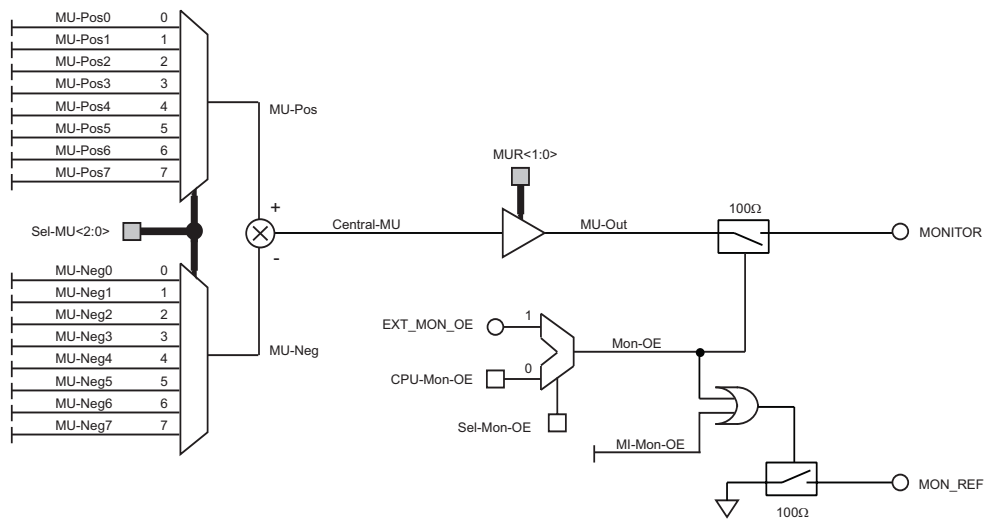 MU-Pos0 0
MU-Pos1 1
MU-Pos2 2
MU-Pos3 3
MU-Pos4 4
MU-Pos5 5
MU-Pos6 6
MU-Pos7 7
MU-Pos
MUR<1:0>
+
-
Sel-MU<2:0>
Central-MU
MU-Out
100Ω
MONITOR
MU-Neg0 0
MU-Neg1 1
MU-Neg2 2
MU-Neg3 3
MU-Neg4 4
MU-Neg5 5
MU-Neg6 6
MU-Neg7 7
MU-Neg
EXT_MON_OE
1
Mon-OE
CPU-Mon-OE
0
Sel-Mon-OE
MI-Mon-OE
MON_REF
100Ω